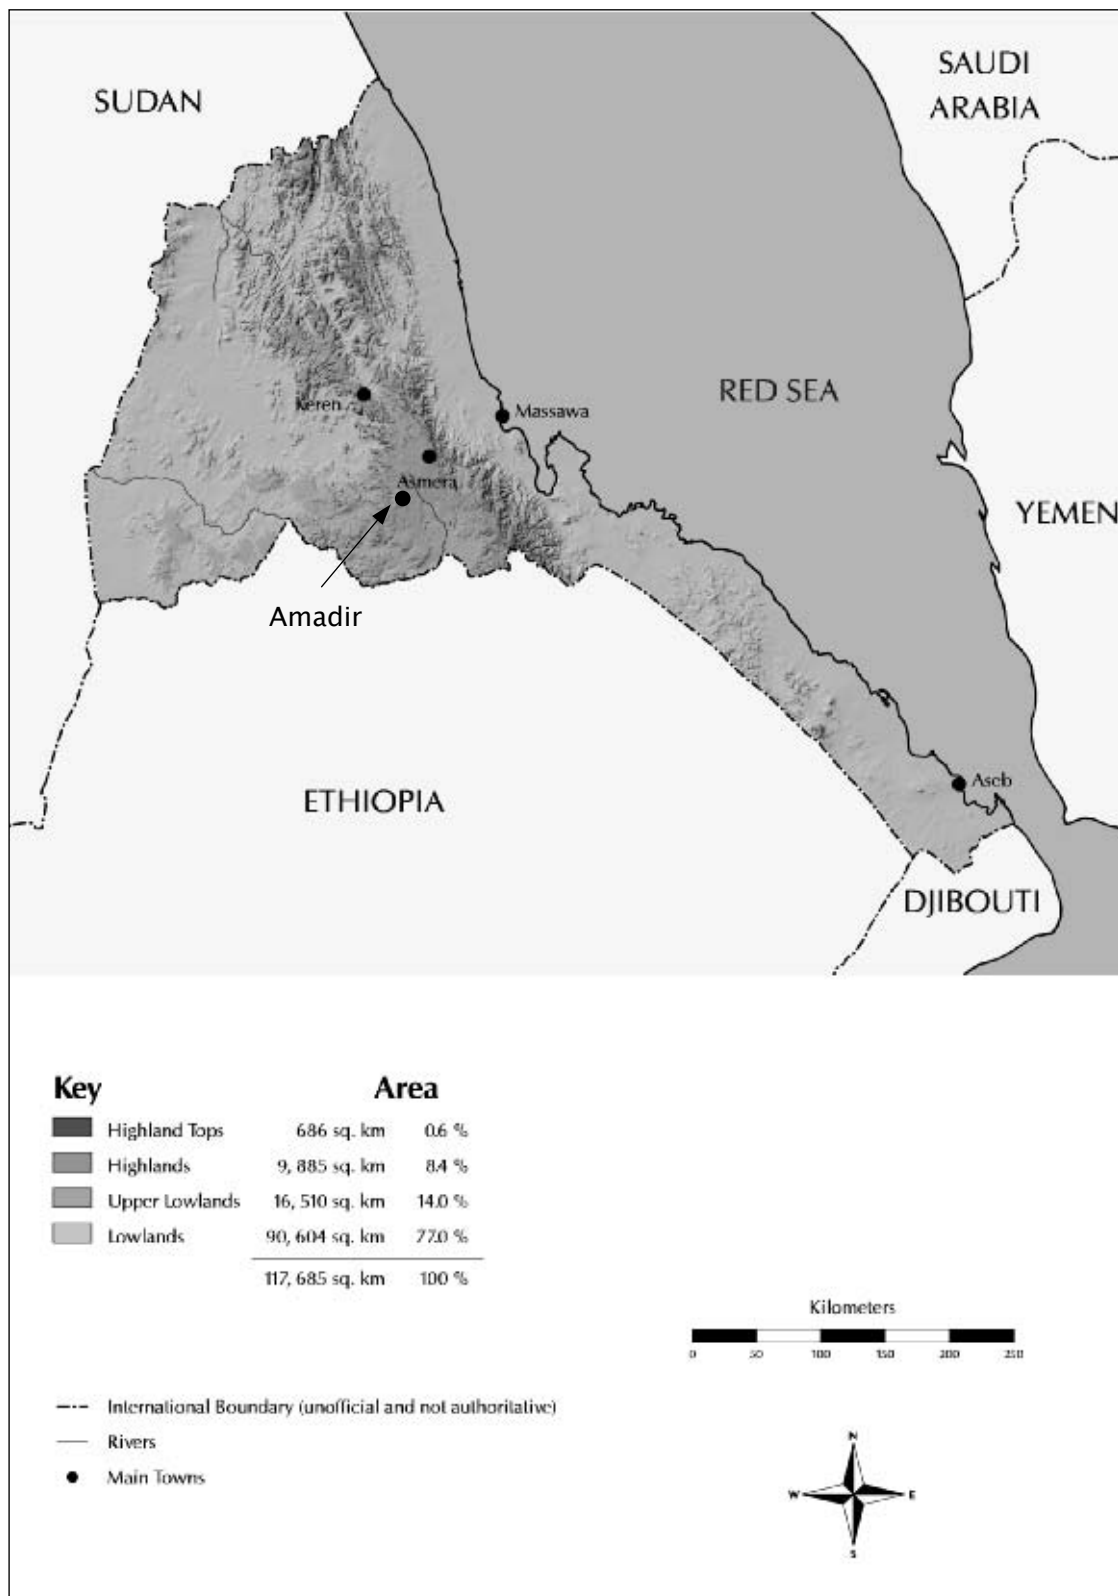 SUDAN
SAUDI
ARABIA
RED SEA
Keren
Massawa
Asmera
YEMEN
Amadir
ETHIOPIA
Aseb
DJIBOUTI
Key Area
Highland Tops 686 sq. km 0.6 %
Highlands 9, 885 sq. km 8.4 %
Upper Lowlands 16, 510 sq. km 14.0 %
Lowlands 90, 604 sq. km 77.0 %
117, 685 sq. km 100 %
Kilometers
0 50 100 150 200 250
International Boundary (unofficial and not authoritative)
Rivers
Main Towns
N
W E
S